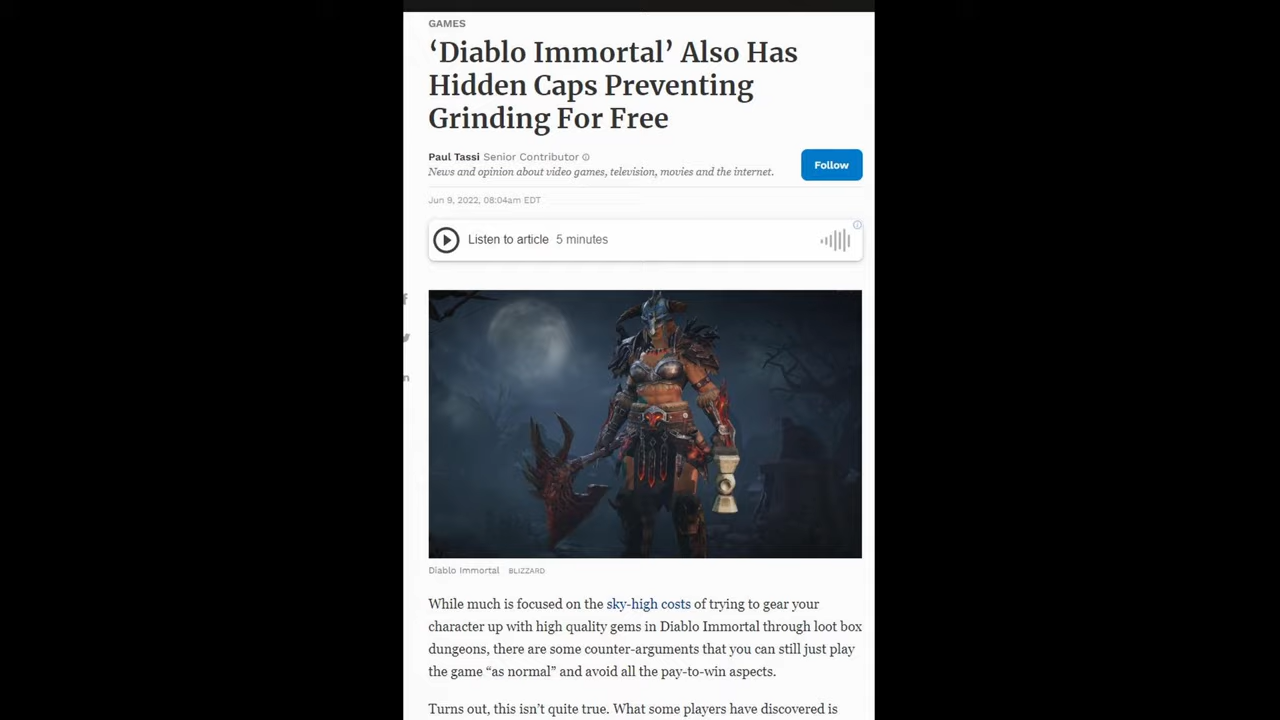 GAMES
‘Diablo Immortal’ Also Has
Hidden Caps Preventing
Grinding For Free
Paul Tassi Senior Contributor
News and opinion about video games, television, movies and the internet.
Follow
Jun 9, 2022, 08:04am EDT
Listen to article 5 minutes
Diablo Immortal BLIZZARD
While much is focused on the sky-high costs of trying to gear your
character up with high quality gems in Diablo Immortal through loot box
dungeons, there are some counter-arguments that you can still just play
the game “as normal” and avoid all the pay-to-win aspects.
Turns out, this isn’t quite true. What some players have discovered is